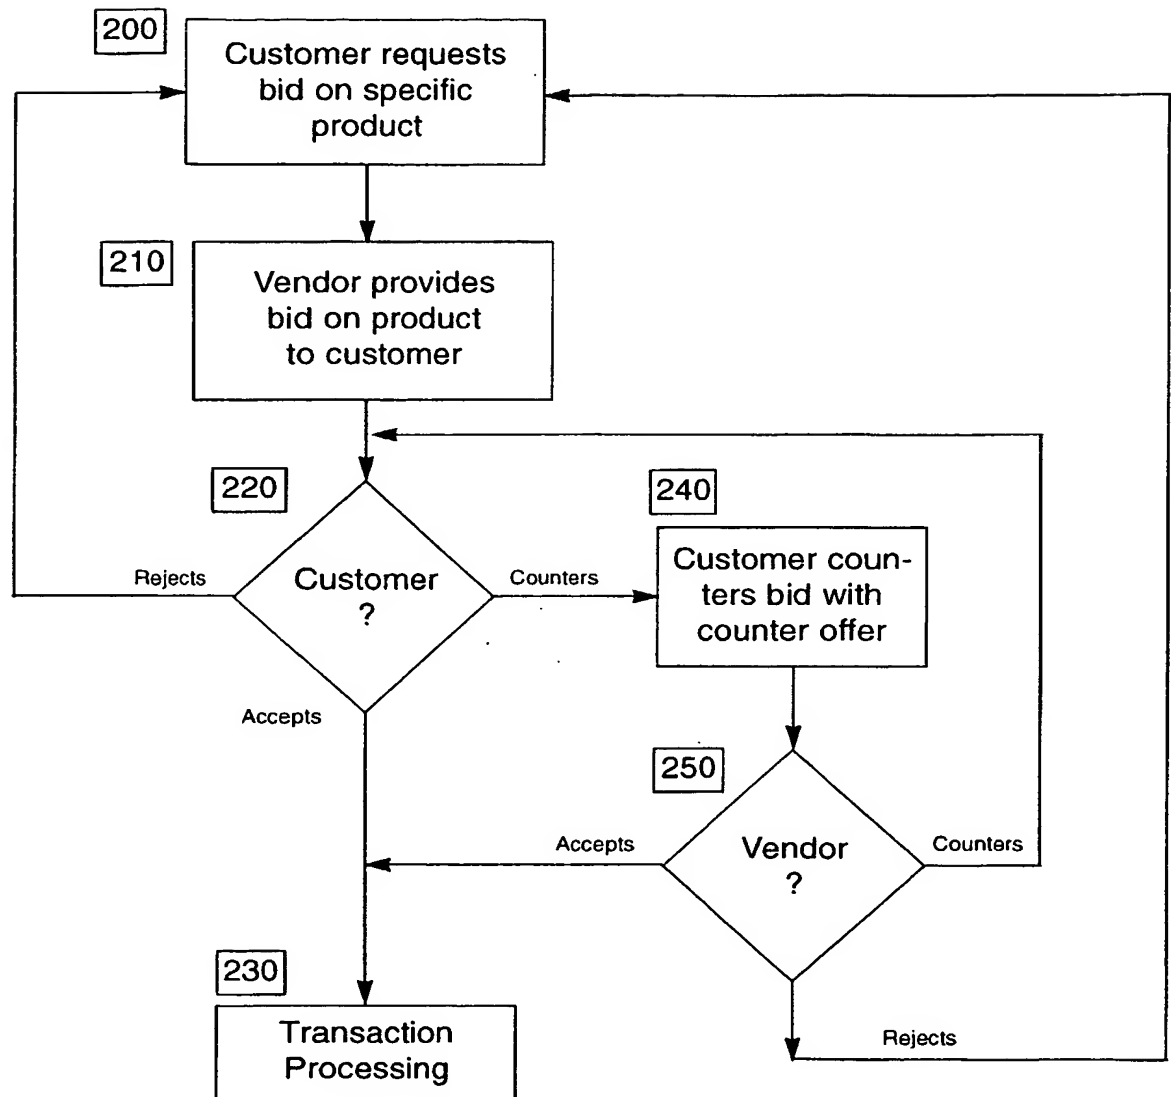 200
Customer requests
bid on specific
product
210
Vendor provides
bid on product
to customer
220
240
Rejects
Customer
?
Counters
Customer coun-
ters bid with
counter offer
Accepts
250
Accepts
Vendor
?
Counters
230
Transaction
Processing
Rejects